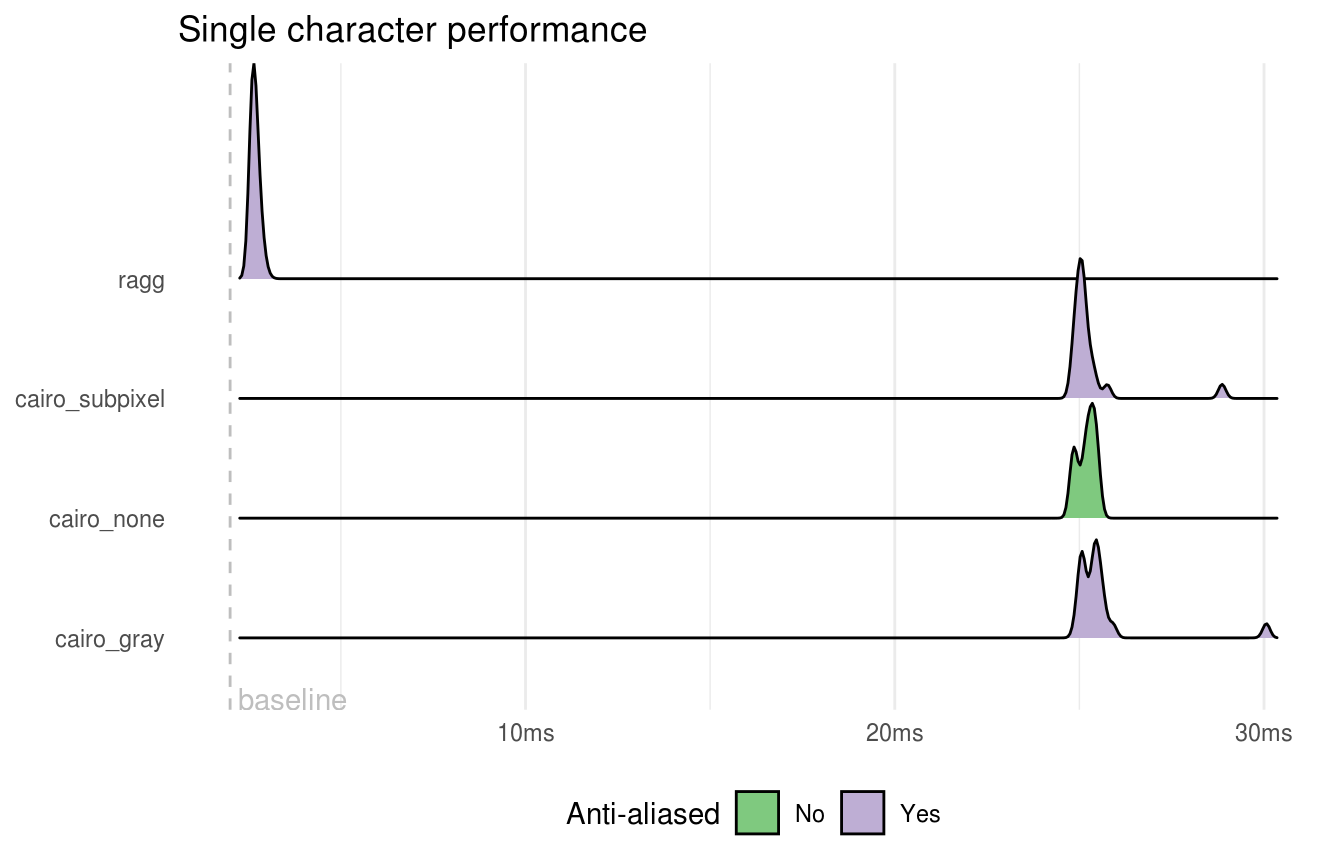 Single character performance
ragg
cairo_subpixel
cairo_none
cairo_gray
baseline
10ms 20ms 30ms
Anti-aliased No Yes